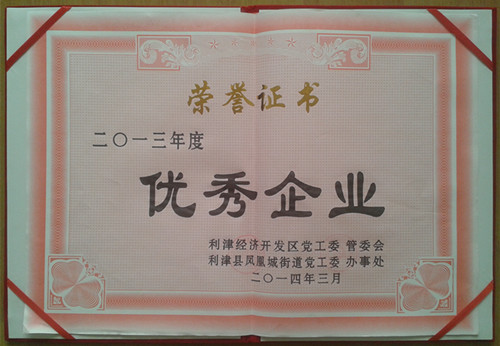 荣誉证书
二〇一三年度
优秀企业
利津经济开发区党工委 管委会
利津县凤凰城街道党工委 办事处
二〇一四年三月